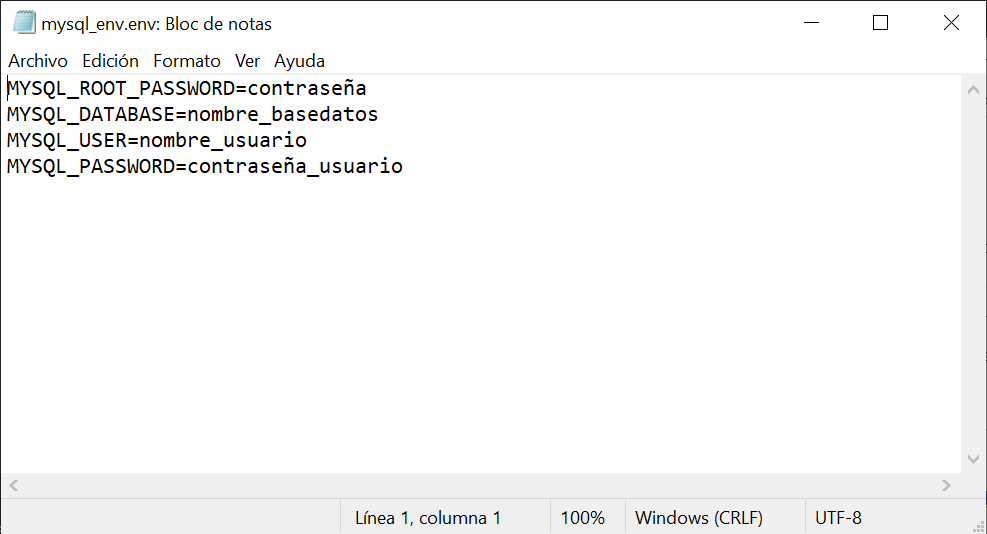 mysql_env.env: Bloc de notas
Archivo Edición Formato Ver Ayuda
MYSQL_ROOT_PASSWORD=contraseña
MYSQL_DATABASE=nombre_basedatos
MYSQL_USER=nombre_usuario
MYSQL_PASSWORD=contraseña_usuario
Línea 1, columna 1 100% Windows (CRLF) UTF-8